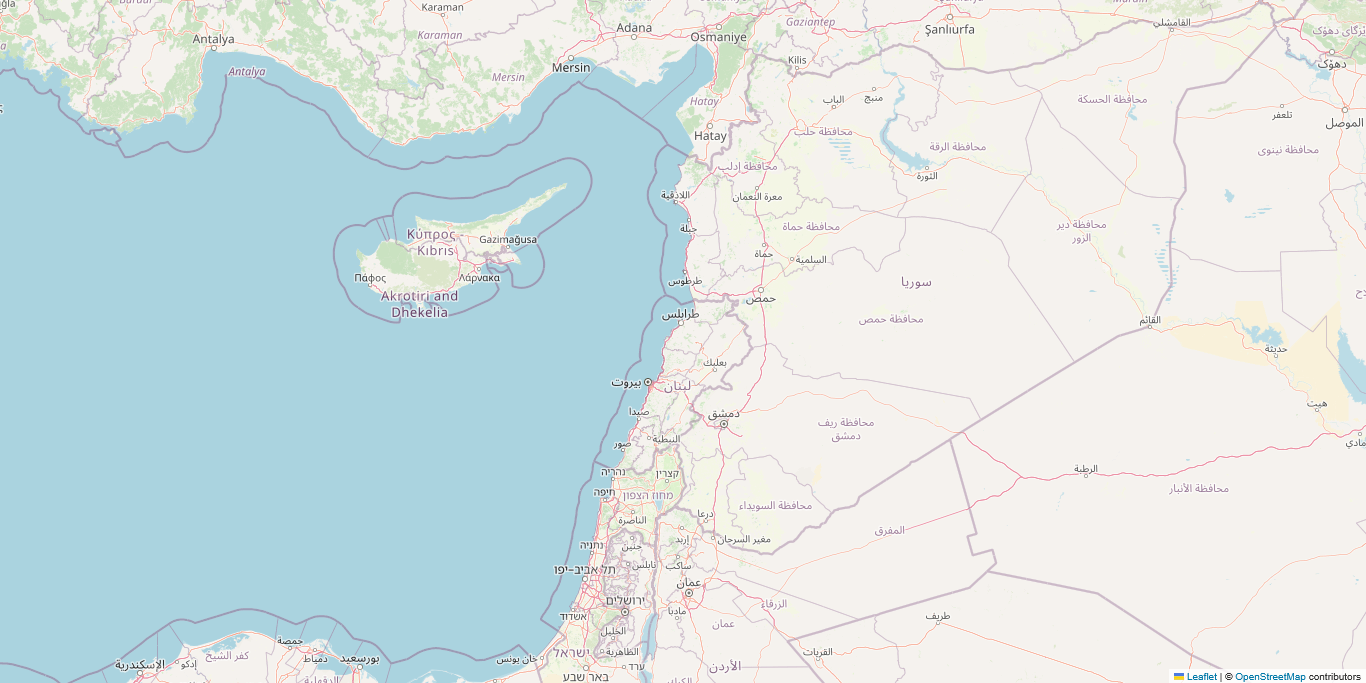 Karaman
Gaziantep
Şanlıurfa
القامشلي
Antalya
Karaman
Adana
Osmaniye
Mersin
Kilis
دهۆک
Antalya
Mersin
Hatay
الباب
منبج
محافظة الحسكة
تلعفر
الموصل
Hatay
محافظة حلب
محافظة الرقة
محافظة نينوى
محافظة إدلب
الثورة
اللاذقية
معرة النعمان
جبلة
محافظة حماة
محافظة دير
الزور
Κύπρος
Kıbrıs
Gazimağusa
حماة
السلمية
Πάφος
Λάρνακα
طرطوس
سوريا
Akrotiri and
Dhekelia
حمص
طرابلس
محافظة حمص
القائم
حديثة
بعلبك
بيروت
لبنان
هيت
صيدا
دمشق
محافظة ريف
دمشق
صور
النبطية
נהריה
קצרין
الرطبة
محافظة الأنبار
חיפה
מחוז הצפון
محافظة السويداء
الناصرة
درعا
المفرق
נתניה
جنين
إربد
مغير السرحان
תל אביב-יפו
نابلس
ساكب
عمان
אשדוד
ירושלים
مادبا
الزرقاء
طريف
الخليل
عمان
جمصة
كفر الشيخ
إدكو
الإسكندرية
دمياط
بورسعيد
خان يونس
ישראל
الظاهرية
ערד
באר שבע
الأردن
القريات
الدقهلية
الكرك
Leaflet | © OpenStreetMap contributors